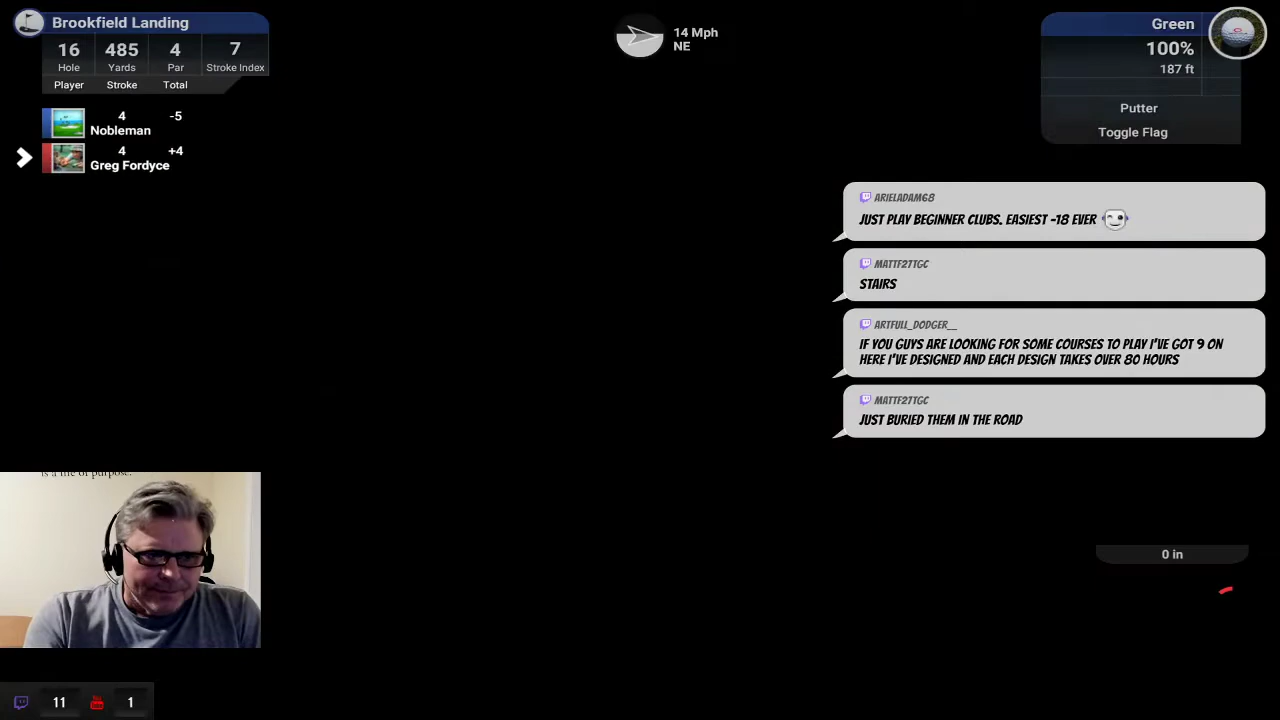 Brookfield Landing
16 485 4 7
Hole Yards Par Stroke Index
Player Stroke Total
4 -5
Nobleman
4 +4
Greg Fordyce
14 Mph
NE
Green
100%
187 ft
Putter
Toggle Flag
ARIELADAM68
JUST PLAY BEGINNER CLUBS. EASIEST -18 EVER
MATTF27TGC
STAIRS
ARTFULL_DODGER__
IF YOU GUYS ARE LOOKING FOR SOME COURSES TO PLAY I'VE GOT 9 ON
HERE I'VE DESIGNED AND EACH DESIGN TAKES OVER 80 HOURS
MATTF27TGC
JUST BURIED THEM IN THE ROAD
is a life of purpose.
0 in
11 1